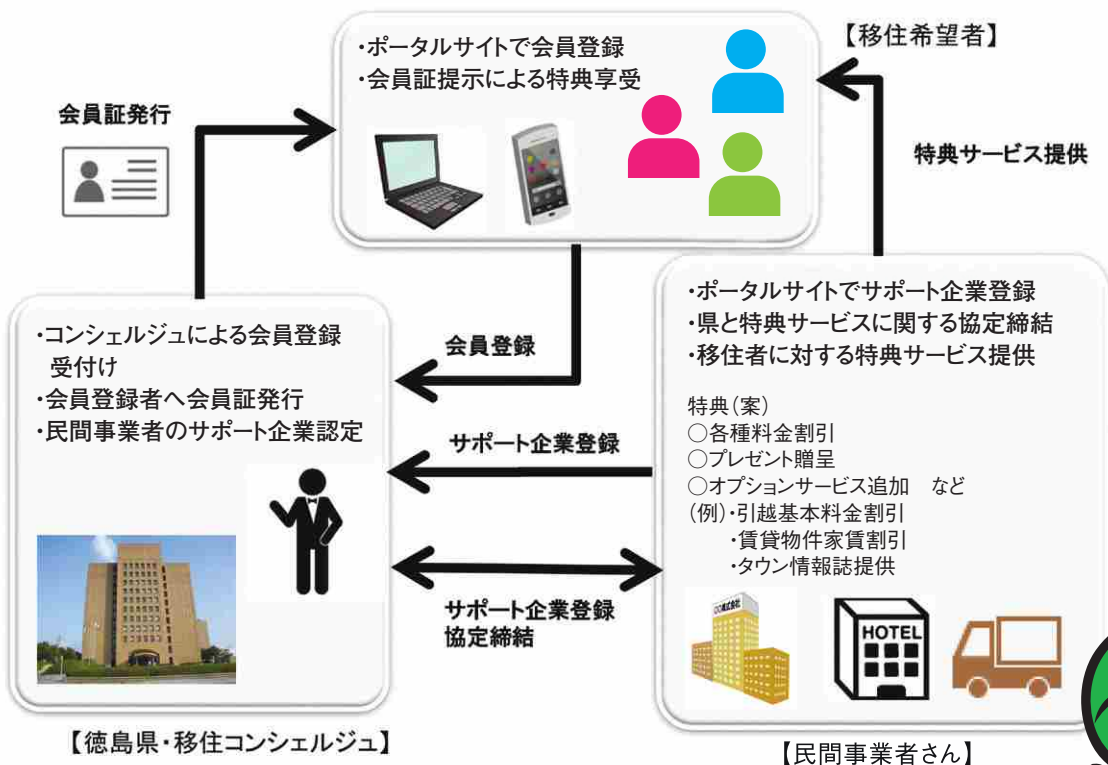 ・ポータルサイトで会員登録
・会員証提示による特典享受
【移住希望者】
会員証発行
特典サービス提供
・コンシェルジュによる会員登録
受付け
・会員登録者へ会員証発行
・民間事業者のサポート企業認定
会員登録
サポート企業登録
サポート企業登録
協定締結
・ポータルサイトでサポート企業登録
・県と特典サービスに関する協定締結
・移住者に対する特典サービス提供
特典(案)
○各種料金割引
○プレゼント贈呈
○オプションサービス追加 など
(例)・引越基本料金割引
・賃貸物件家賃割引
・タウン情報誌提供
○○株式会社
HOTEL
【徳島県・移住コンシェルジュ】
【民間事業者さん】